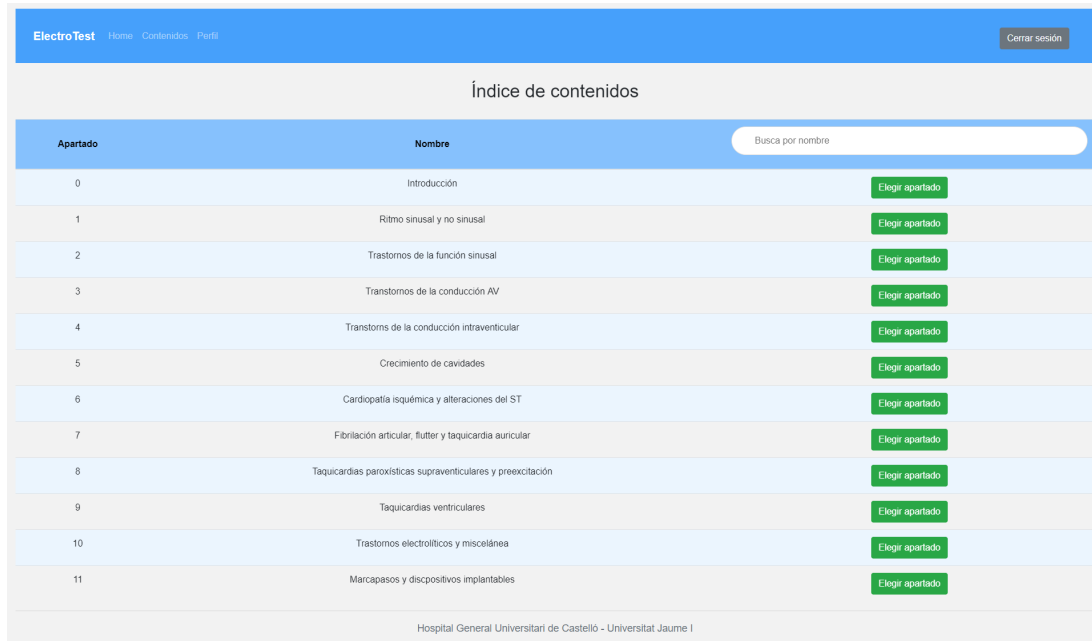 ElectroTest Home Contenidos Perfil Cerrar sesión
Índice de contenidos
Apartado Nombre Busca por nombre
0 Introducción Elegir apartado
1 Ritmo sinusal y no sinusal Elegir apartado
2 Trastornos de la función sinusal Elegir apartado
3 Transtornos de la conducción AV Elegir apartado
4 Transtorns de la conducción intraventicular Elegir apartado
5 Crecimiento de cavidades Elegir apartado
6 Cardiopatía isquémica y alteraciones del ST Elegir apartado
7 Fibrilación articular, flutter y taquicardia auricular Elegir apartado
8 Taquicardias paroxísticas supraventiculares y preexcitación Elegir apartado
9 Taquicardias ventriculares Elegir apartado
10 Trastornos electrolíticos y miscelánea Elegir apartado
11 Marcapasos y discpositivos implantables Elegir apartado
Hospital General Universitari de Castelló - Universitat Jaume I